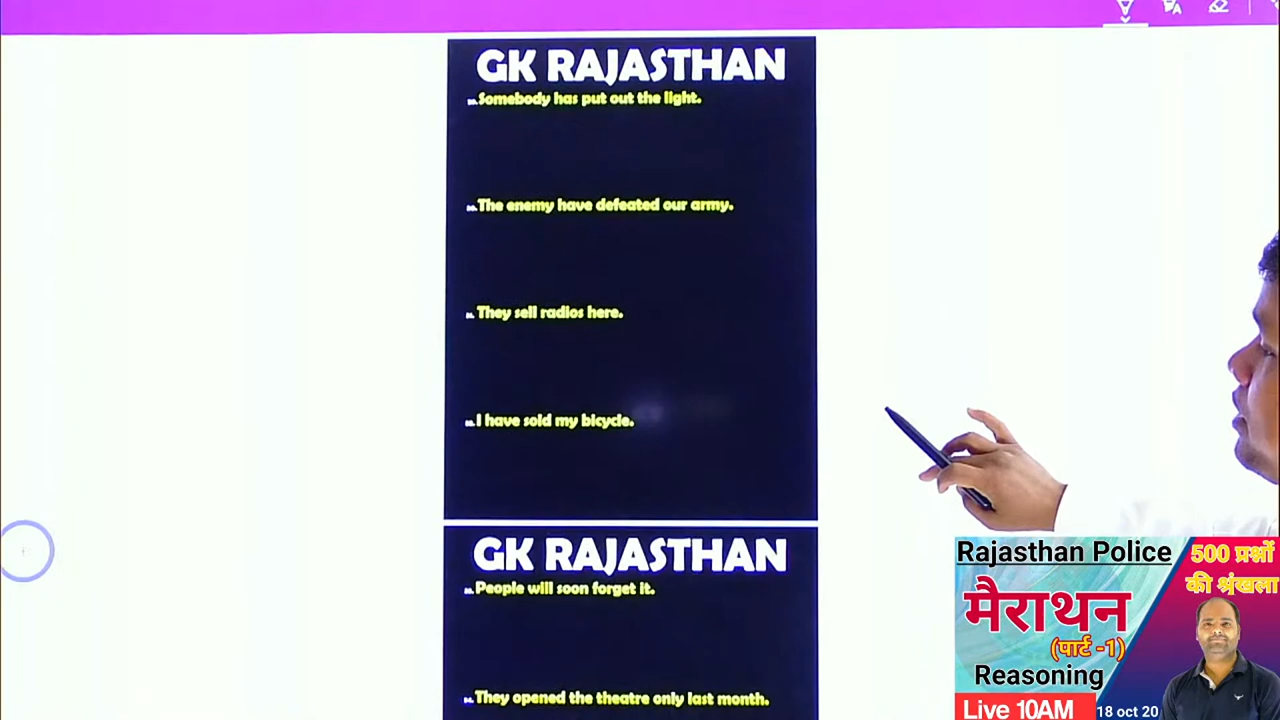 GK RAJASTHAN
Somebody has put out the light.
The enemy have defeated our army.
They sell radios here.
I have sold my bicycle.
GK RAJASTHAN
People will soon forget it.
They opened the theatre only last month.
Rajasthan Police
500 प्रश्नों
की श्रृंखला
मैराथन
(पार्ट -1)
Reasoning
Live 10AM
18 oct 20